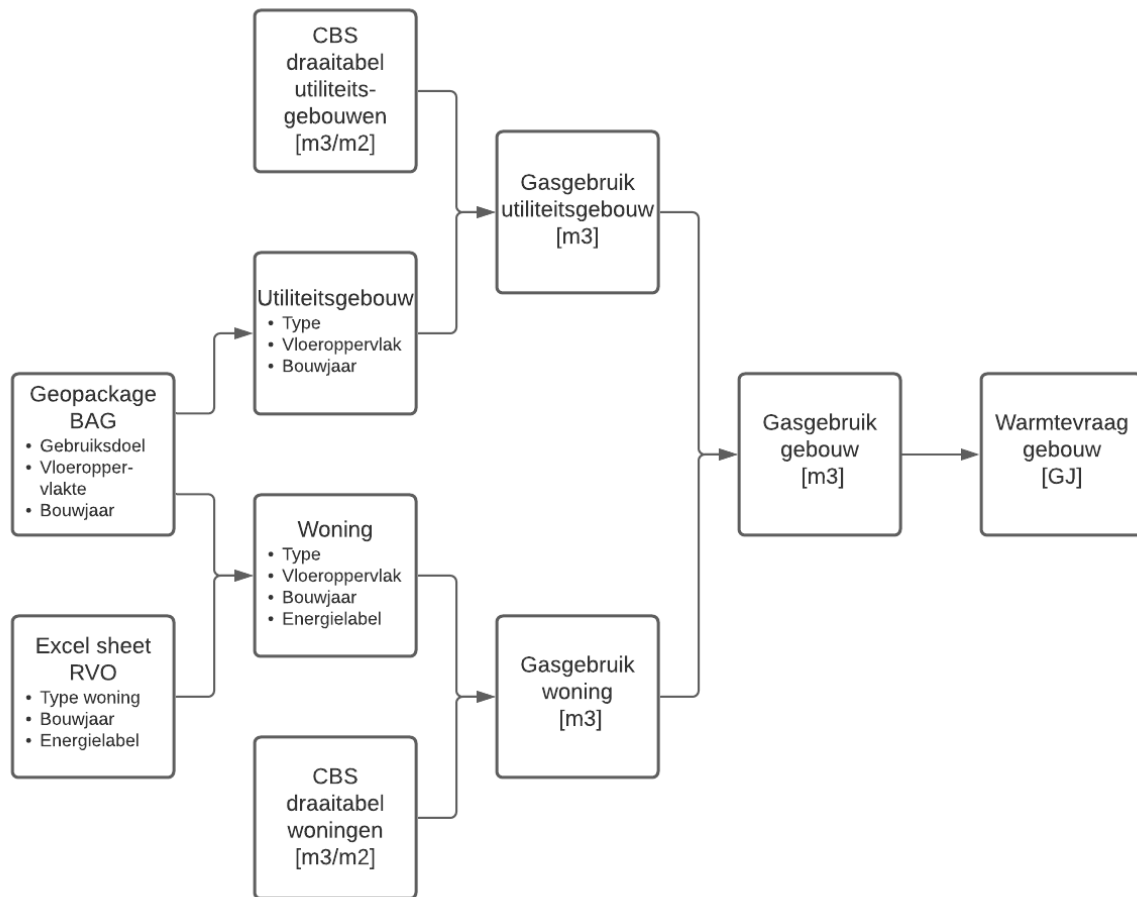 CBS
draaitabel
utiliteits-
gebouwen
[m3/m2]
Gasgebruik
utiliteitsgebouw
[m3]
Utiliteitsgebouw
• Type
• Vloeroppervlak
• Bouwjaar
Geopackage
BAG
• Gebruiksdoel
• Vloeropper-
vlakte
• Bouwjaar
Gasgebruik
gebouw
[m3]
Warmtevraag
gebouw
[GJ]
Woning
• Type
• Vloeroppervlak
• Bouwjaar
• Energielabel
Excel sheet
RVO
• Type woning
• Bouwjaar
• Energielabel
Gasgebruik
woning
[m3]
CBS
draaitabel
woningen
[m3/m2]